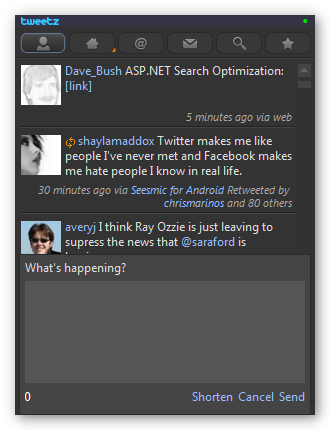 tweetz
@
Dave_Bush ASP.NET Search Optimization:
[link]
5 minutes ago via web
shaylamaddox Twitter makes me like
people I've never met and Facebook makes
me hate people I know in real life.
30 minutes ago via Seesmic for Android Retweeted by
chrismarinos and 80 others
averyj I think Ray Ozzie is just leaving to
supress the news that @saraford is
What's happening?
0 Shorten Cancel Send